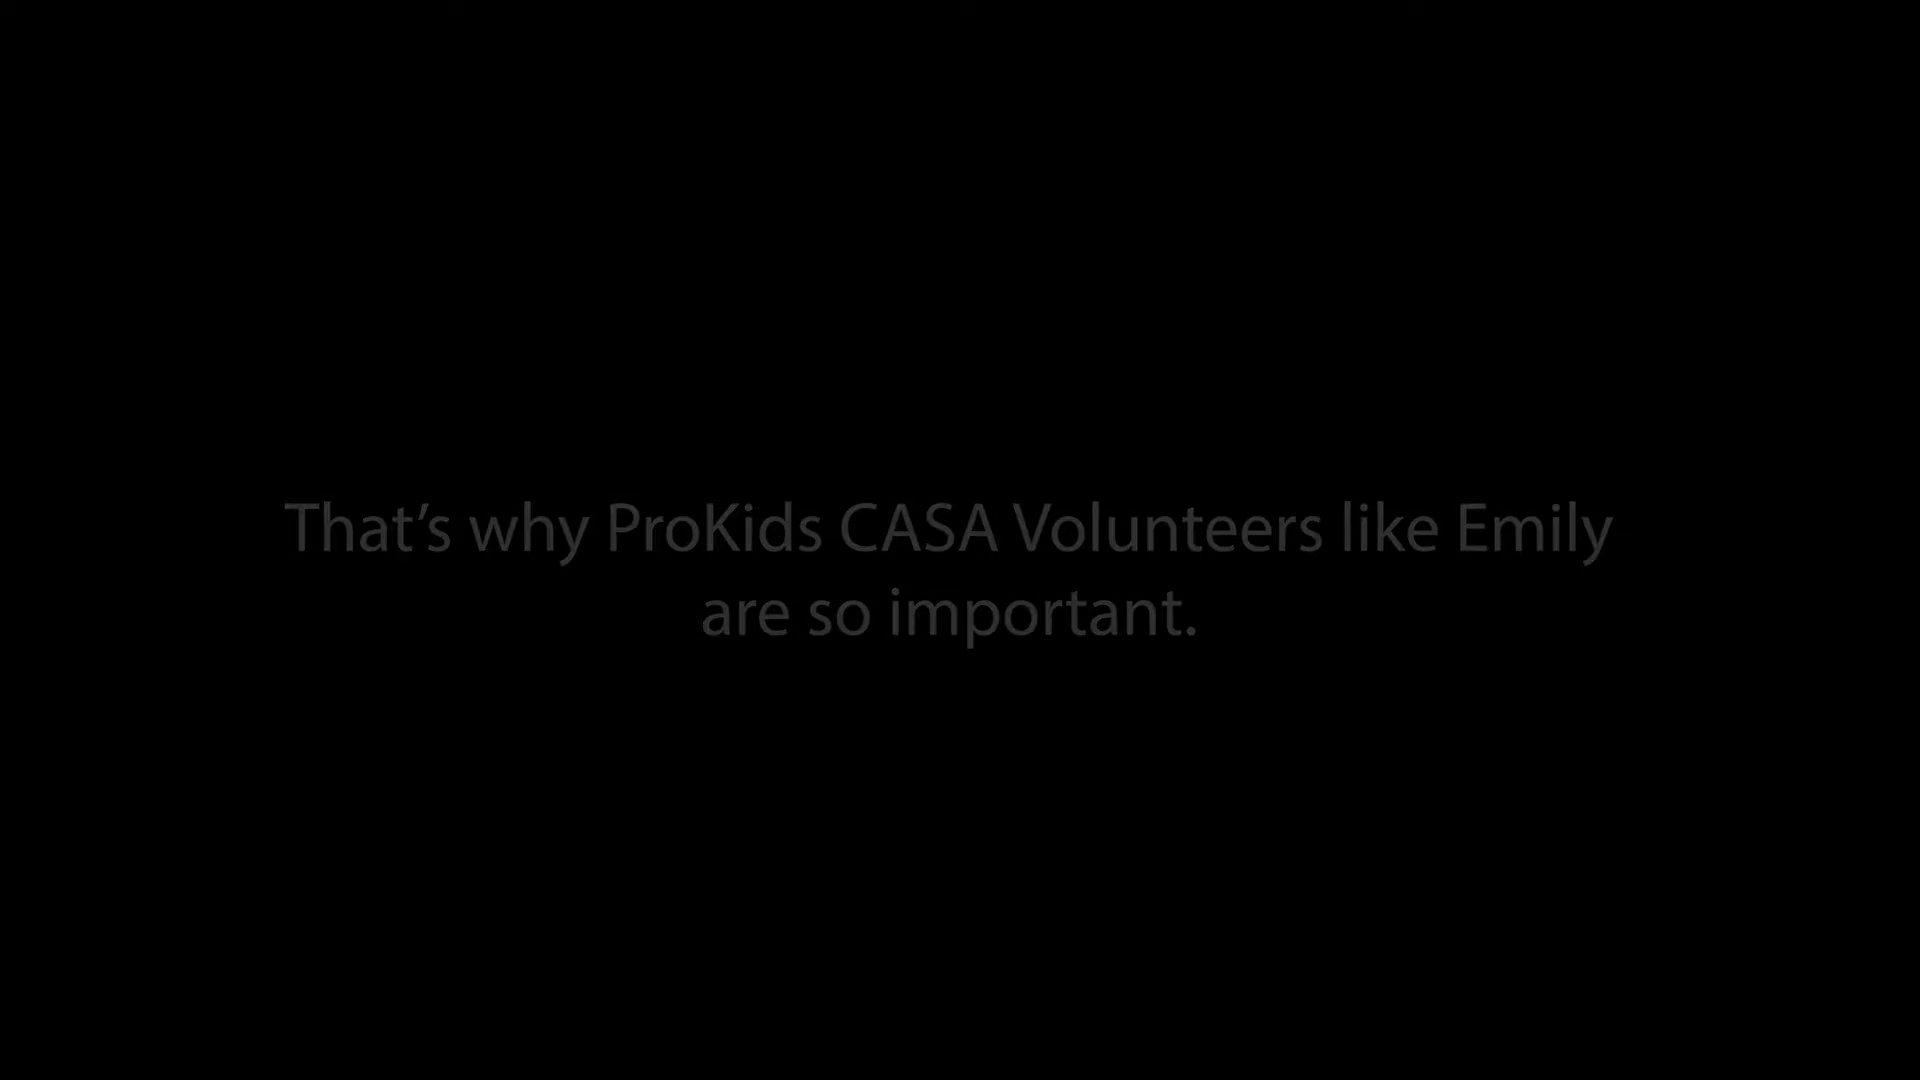 That’s why ProKids CASA Volunteers like Emily
are so important.